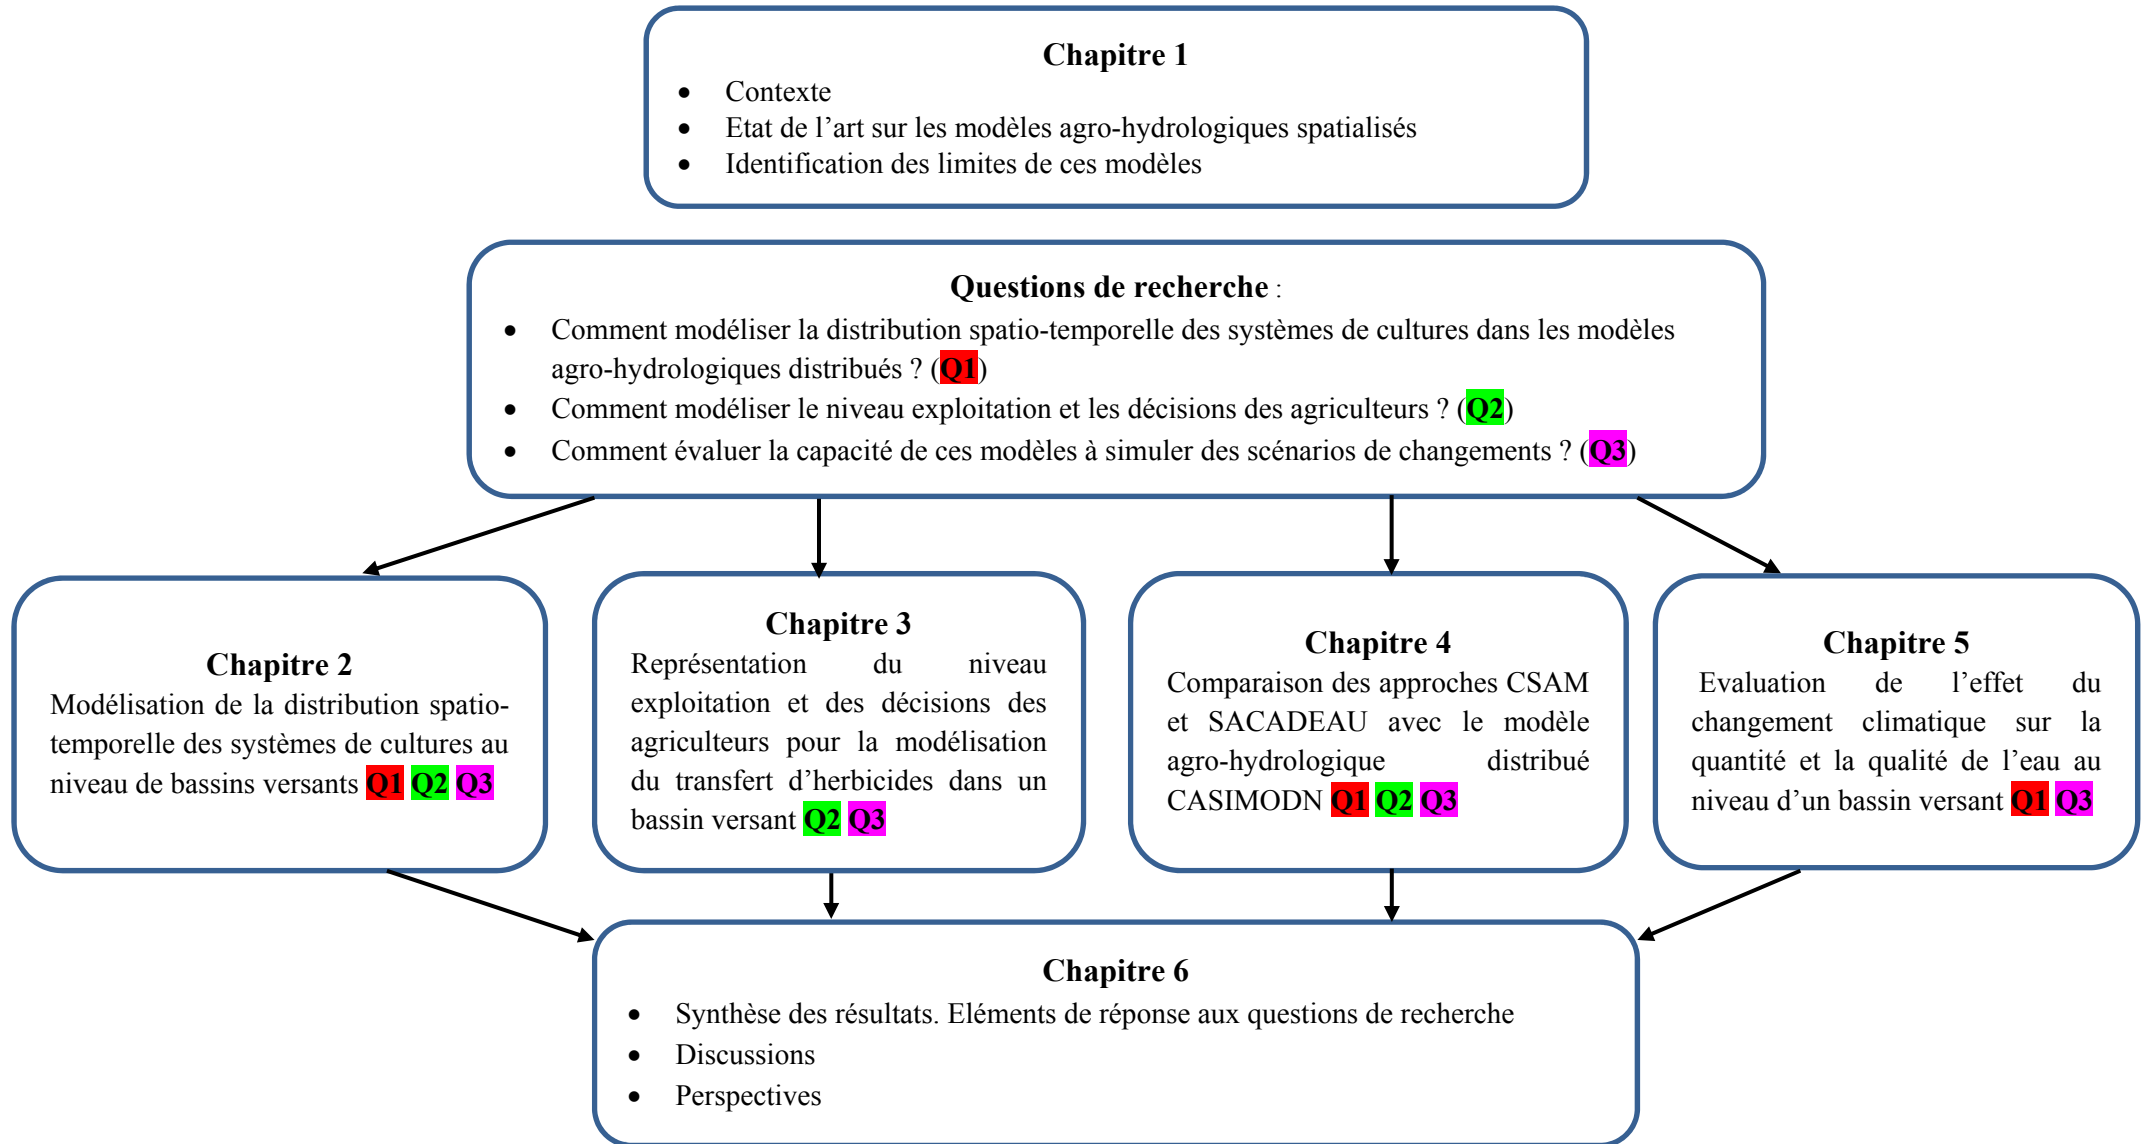 Chapitre 1
• Contexte
• Etat de l’art sur les modèles agro-hydrologiques spatialisés
• Identification des limites de ces modèles
Questions de recherche :
• Comment modéliser la distribution spatio-temporelle des systèmes de cultures dans les modèles
agro-hydrologiques distribués ? (Q1)
• Comment modéliser le niveau exploitation et les décisions des agriculteurs ? (Q2)
• Comment évaluer la capacité de ces modèles à simuler des scénarios de changements ? (Q3)
Chapitre 2
Modélisation de la distribution spatio-
temporelle des systèmes de cultures au
niveau de bassins versants Q1 Q2 Q3
Chapitre 3
Représentation du niveau
exploitation et des décisions des
agriculteurs pour la modélisation
du transfert d’herbicides dans un
bassin versant Q2 Q3
Chapitre 4
Comparaison des approches CSAM
et SACADEAU avec le modèle
agro-hydrologique distribué
CASIMODN Q1 Q2 Q3
Chapitre 5
Evaluation de l’effet du
changement climatique sur la
quantité et la qualité de l’eau au
niveau d’un bassin versant Q1 Q3
Chapitre 6
• Synthèse des résultats. Eléments de réponse aux questions de recherche
• Discussions
• Perspectives